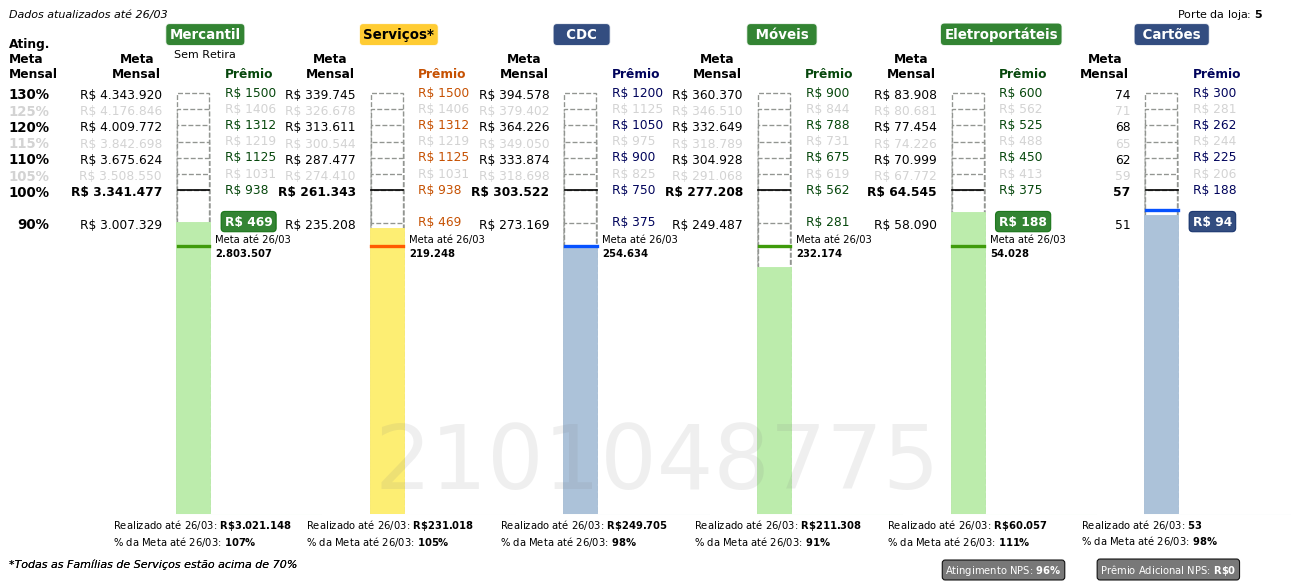 Dados atualizados até 26/03
Porte da loja: 5
Mercantil
Serviços*
CDC
Móveis
Eletroportáteis
Cartões
Sem Retira
Ating. Meta Mensal
Meta Mensal Prêmio Meta Mensal Prêmio Meta Mensal Prêmio Meta Mensal Prêmio Meta Mensal Prêmio Meta Mensal Prêmio
130% R$ 4.343.920 R$ 1500 R$ 339.745 R$ 1500 R$ 394.578 R$ 1200 R$ 360.370 R$ 900 R$ 83.908 R$ 600 74 R$ 300
125% R$ 4.176.846 R$ 1406 R$ 326.678 R$ 1406 R$ 379.402 R$ 1125 R$ 346.510 R$ 844 R$ 80.681 R$ 562 71 R$ 281
120% R$ 4.009.772 R$ 1312 R$ 313.611 R$ 1312 R$ 364.226 R$ 1050 R$ 332.649 R$ 788 R$ 77.454 R$ 525 68 R$ 262
115% R$ 3.842.698 R$ 1219 R$ 300.544 R$ 1219 R$ 349.050 R$ 975 R$ 318.789 R$ 731 R$ 74.226 R$ 488 65 R$ 244
110% R$ 3.675.624 R$ 1125 R$ 287.477 R$ 1125 R$ 333.874 R$ 900 R$ 304.928 R$ 675 R$ 70.999 R$ 450 62 R$ 225
105% R$ 3.508.550 R$ 1031 R$ 274.410 R$ 1031 R$ 318.698 R$ 825 R$ 291.068 R$ 619 R$ 67.772 R$ 413 59 R$ 206
100% R$ 3.341.477 R$ 938 R$ 261.343 R$ 938 R$ 303.522 R$ 750 R$ 277.208 R$ 562 R$ 64.545 R$ 375 57 R$ 188
90% R$ 3.007.329 R$ 469 R$ 235.208 R$ 469 R$ 273.169 R$ 375 R$ 249.487 R$ 281 R$ 58.090 R$ 188 51 R$ 94
Meta até 26/03 Meta até 26/03 Meta até 26/03 Meta até 26/03 Meta até 26/03
2.803.507 219.248 254.634 232.174 54.028
2101048775
Realizado até 26/03: R$3.021.148 Realizado até 26/03: R$231.018 Realizado até 26/03: R$249.705 Realizado até 26/03: R$211.308 Realizado até 26/03: R$60.057 Realizado até 26/03: 53
% da Meta até 26/03: 107% % da Meta até 26/03: 105% % da Meta até 26/03: 98% % da Meta até 26/03: 91% % da Meta até 26/03: 111% % da Meta até 26/03: 98%
*Todas as Famílias de Serviços estão acima de 70%
Atingimento NPS: 96%
Prêmio Adicional NPS: R$0